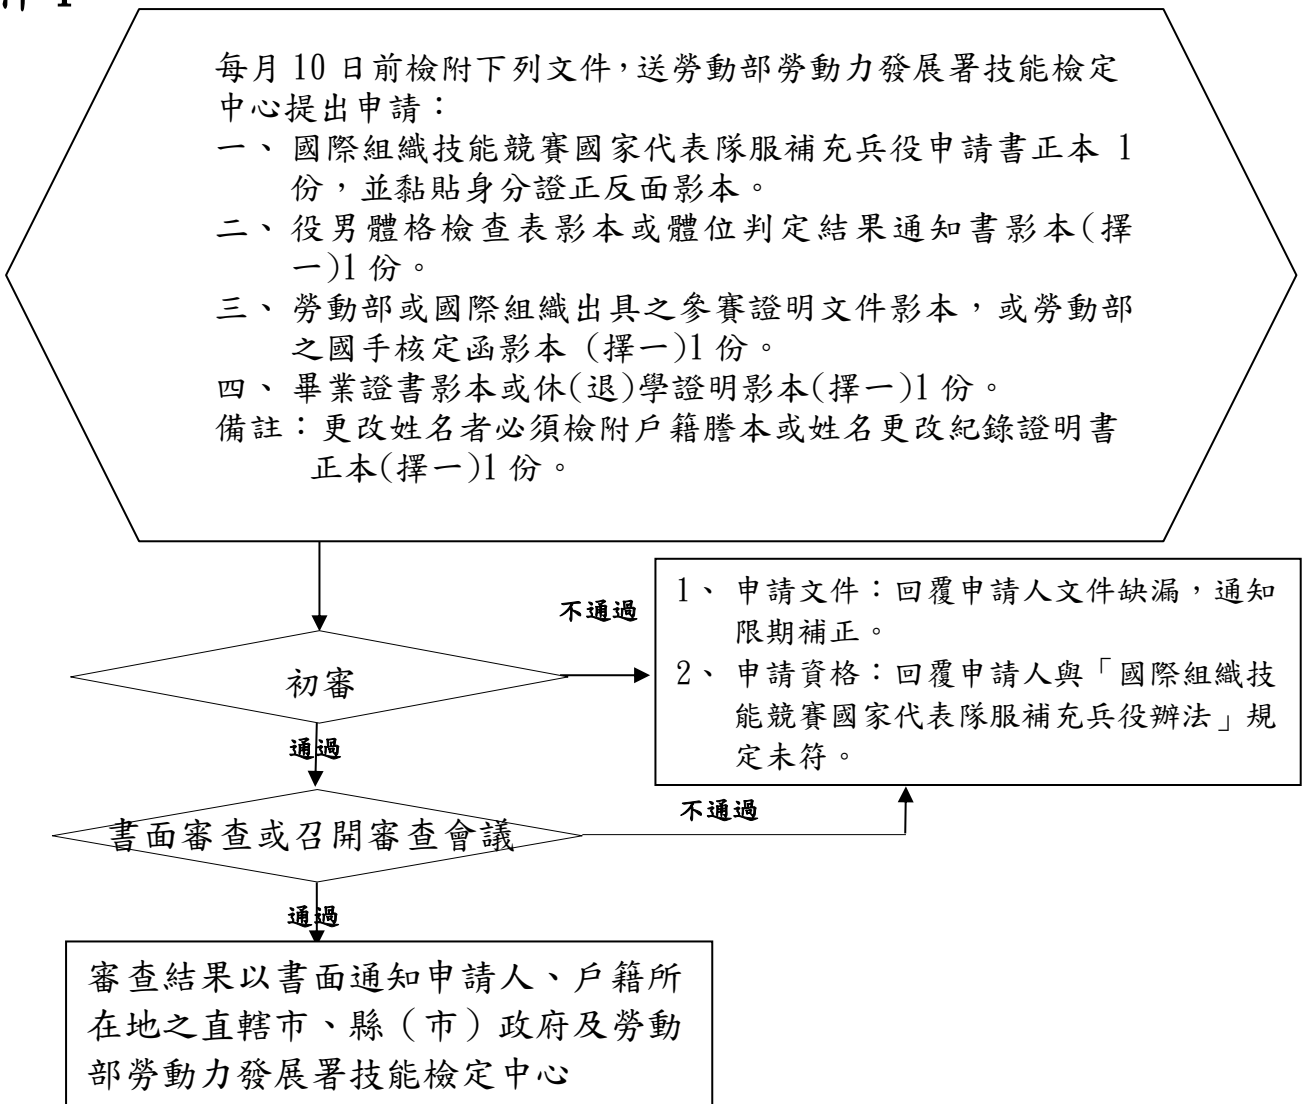 件 1
每月 10 日前檢附下列文件，送勞動部勞動力發展署技能檢定
中心提出申請：
一、 國際組織技能競賽國家代表隊服補充兵役申請書正本 1
份，並黏貼身分證正反面影本。
二、 役男體格檢查表影本或體位判定結果通知書影本(擇
一)1 份。
三、 勞動部或國際組織出具之參賽證明文件影本，或勞動部
之國手核定函影本 (擇一)1 份。
四、 畢業證書影本或休(退)學證明影本(擇一)1 份。
備註：更改姓名者必須檢附戶籍謄本或姓名更改紀錄證明書
正本(擇一)1 份。
不通過
1、 申請文件：回覆申請人文件缺漏，通知
限期補正。
2、 申請資格：回覆申請人與「國際組織技
能競賽國家代表隊服補充兵役辦法」規
定未符。
初審
通過
不通過
書面審查或召開審查會議
通過
審查結果以書面通知申請人、戶籍所
在地之直轄市、縣（市）政府及勞動
部勞動力發展署技能檢定中心